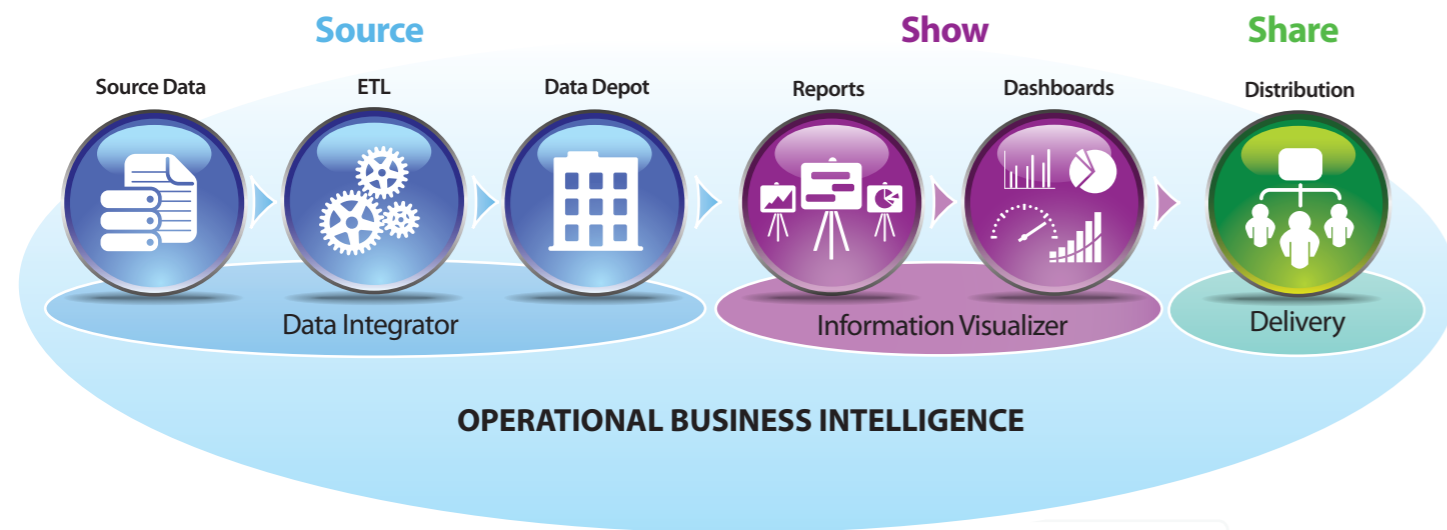 Source
Show
Share
Source Data
ETL
Data Depot
Reports
Dashboards
Distribution
Data Integrator
Information Visualizer
Delivery
OPERATIONAL BUSINESS INTELLIGENCE